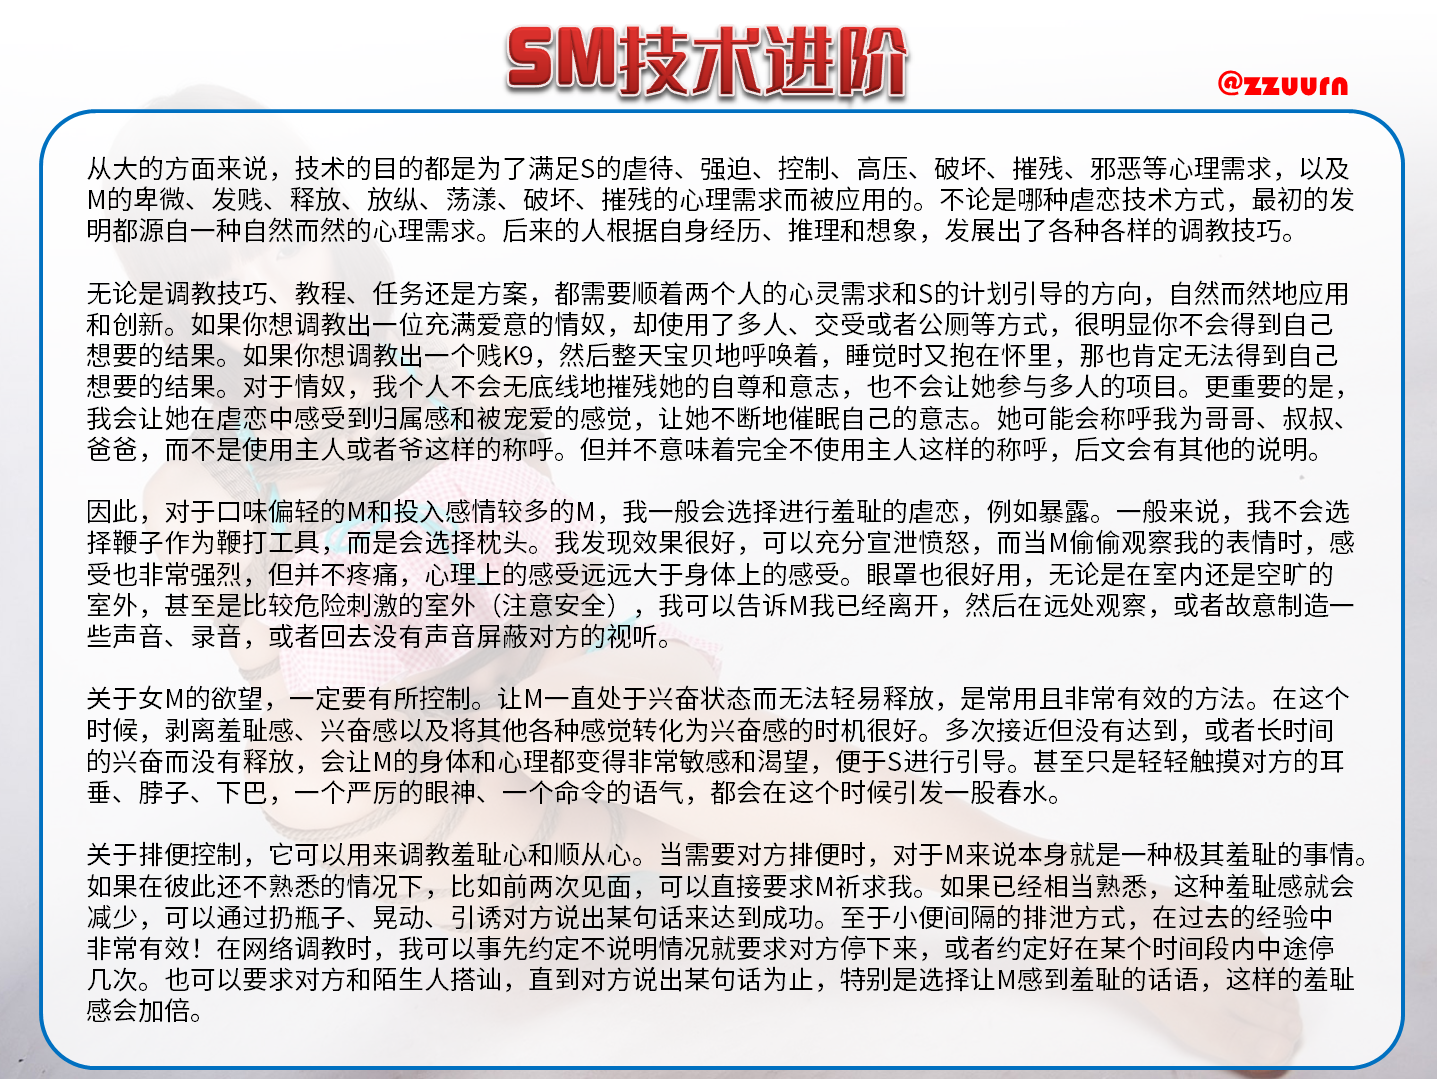 SM技术进阶
@zzuurn
从大的方面来说，技术的目的都是为了满足S的虐待、强迫、控制、高压、破坏、摧残、邪恶等心理需求，以及
M的卑微、发贱、释放、放纵、荡漾、破坏、摧残的心理需求而被应用的。不论是哪种虐恋技术方式，最初的发
明都源自一种自然而然的心理需求。后来的人根据自身经历、推理和想象，发展出了各种各样的调教技巧。
无论是调教技巧、教程、任务还是方案，都需要顺着两个人的心灵需求和S的计划引导的方向，自然而然地应用
和创新。如果你想调教出一位充满爱意的情奴，却使用了多人、交受或者公厕等方式，很明显你不会得到自己
想要的结果。如果你想调教出一个贱K9，然后整天宝贝地呼唤着，睡觉时又抱在怀里，那也肯定无法得到自己
想要的结果。对于情奴，我个人不会无底线地摧残她的自尊和意志，也不会让她参与多人的项目。更重要的是，
我会让她在虐恋中感受到归属感和被宠爱的感觉，让她不断地催眠自己的意志。她可能会称呼我为哥哥、叔叔、
爸爸，而不是使用主人或者爷这样的称呼。但并不意味着完全不使用主人这样的称呼，后文会有其他的说明。
因此，对于口味偏轻的M和投入感情较多的M，我一般会选择进行羞耻的虐恋，例如暴露。一般来说，我不会选
择鞭子作为鞭打工具，而是会选择枕头。我发现效果很好，可以充分宣泄愤怒，而当M偷偷观察我的表情时，感
受也非常强烈，但并不疼痛，心理上的感受远远大于身体上的感受。眼罩也很好用，无论是在室内还是空旷的
室外，甚至是比较危险刺激的室外（注意安全），我可以告诉M我已经离开，然后在远处观察，或者故意制造一
些声音、录音，或者回去没有声音屏蔽对方的视听。
关于女M的欲望，一定要有所控制。让M一直处于兴奋状态而无法轻易释放，是常用且非常有效的方法。在这个
时候，剥离羞耻感、兴奋感以及将其他各种感觉转化为兴奋感的时机很好。多次接近但没有达到，或者长时间
的兴奋而没有释放，会让M的身体和心理都变得非常敏感和渴望，便于S进行引导。甚至只是轻轻触摸对方的耳
垂、脖子、下巴，一个严厉的眼神、一个命令的语气，都会在这个时候引发一股春水。
关于排便控制，它可以用来调教羞耻心和顺从心。当需要对方排便时，对于M来说本身就是一种极其羞耻的事情。
如果在彼此还不熟悉的情况下，比如前两次见面，可以直接要求M祈求我。如果已经相当熟悉，这种羞耻感就会
减少，可以通过扔瓶子、晃动、引诱对方说出某句话来达到成功。至于小便间隔的排泄方式，在过去的经验中
非常有效！在网络调教时，我可以事先约定不说明情况就要求对方停下来，或者约定好在某个时间段内中途停
几次。也可以要求对方和陌生人搭讪，直到对方说出某句话为止，特别是选择让M感到羞耻的话语，这样的羞耻
感会加倍。